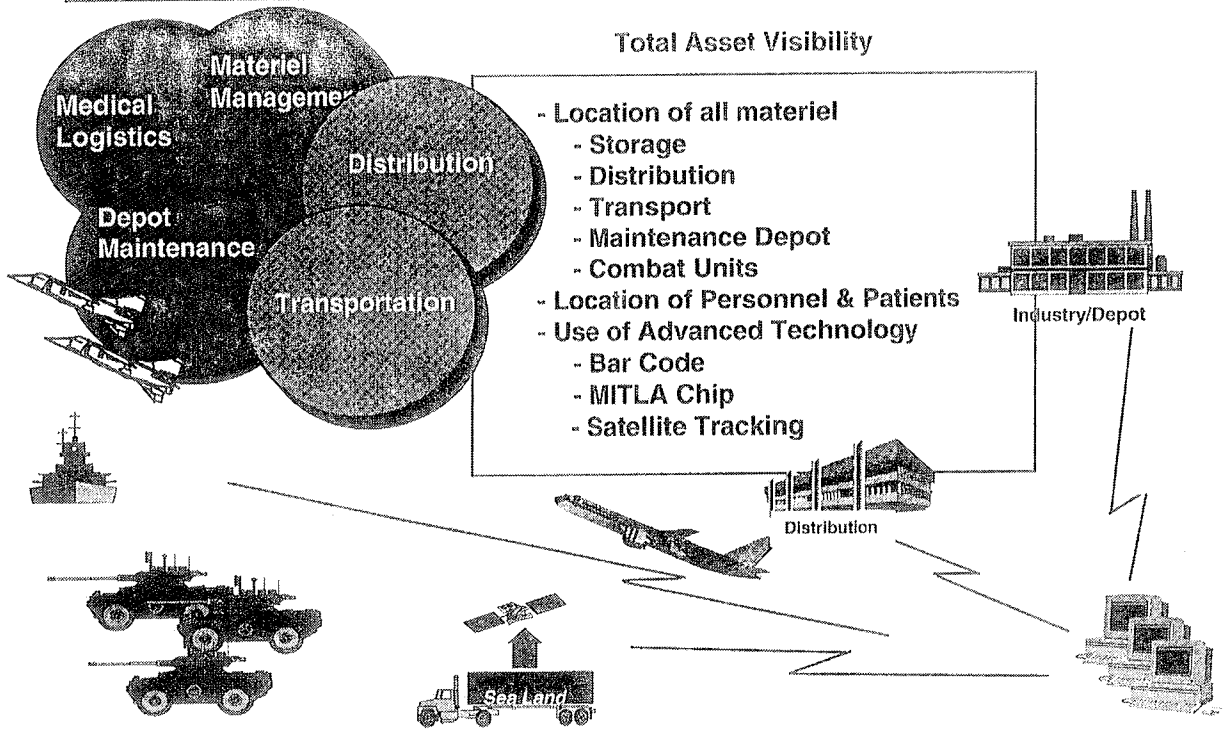 Total Asset Visibility
Materiel
Management
Medical
Logistics
Distribution
Depot
Maintenance
Transportation
- Location of all materiel
- Storage
- Distribution
- Transport
- Maintenance Depot
- Combat Units
- Location of Personnel & Patients
- Use of Advanced Technology
- Bar Code
- MITLA Chip
- Satellite Tracking
Industry/Depot
Distribution
Sea Land